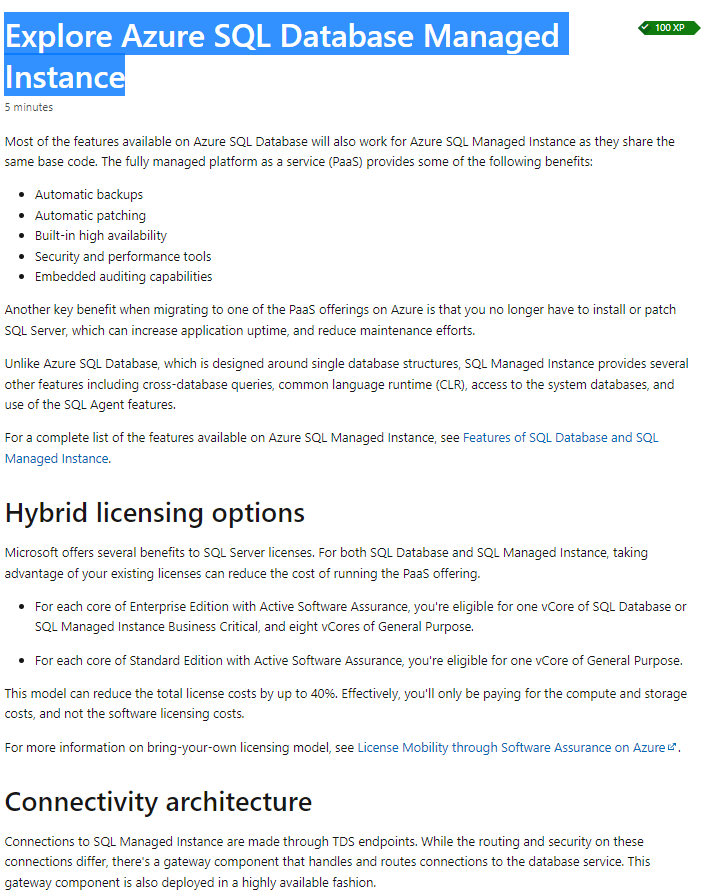 Explore Azure SQL Database Managed
Instance
100 XP
5 minutes
Most of the features available on Azure SQL Database will also work for Azure SQL Managed Instance as they share the
same base code. The fully managed platform as a service (PaaS) provides some of the following benefits:
• Automatic backups
• Automatic patching
• Built-in high availability
• Security and performance tools
• Embedded auditing capabilities
Another key benefit when migrating to one of the PaaS offerings on Azure is that you no longer have to install or patch
SQL Server, which can increase application uptime, and reduce maintenance efforts.
Unlike Azure SQL Database, which is designed around single database structures, SQL Managed Instance provides several
other features including cross-database queries, common language runtime (CLR), access to the system databases, and
use of the SQL Agent features.
For a complete list of the features available on Azure SQL Managed Instance, see Features of SQL Database and SQL
Managed Instance.
Hybrid licensing options
Microsoft offers several benefits to SQL Server licenses. For both SQL Database and SQL Managed Instance, taking
advantage of your existing licenses can reduce the cost of running the PaaS offering.
• For each core of Enterprise Edition with Active Software Assurance, you're eligible for one vCore of SQL Database or
SQL Managed Instance Business Critical, and eight vCores of General Purpose.
• For each core of Standard Edition with Active Software Assurance, you're eligible for one vCore of General Purpose.
This model can reduce the total license costs by up to 40%. Effectively, you'll only be paying for the compute and storage
costs, and not the software licensing costs.
For more information on bring-your-own licensing model, see License Mobility through Software Assurance on Azure.
Connectivity architecture
Connections to SQL Managed Instance are made through TDS endpoints. While the routing and security on these
connections differ, there's a gateway component that handles and routes connections to the database service. This
gateway component is also deployed in a highly available fashion.